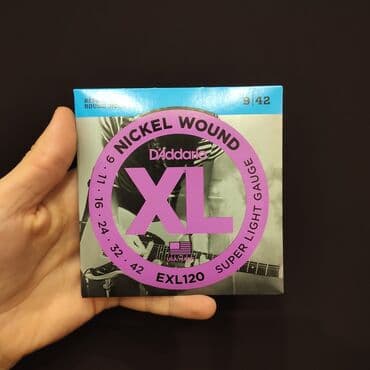 9|42
NICKEL WOUND
D'Addario
XL
9 • 11 • 16 • 24 • 32 • 42
EXL120
SUPER LIGHT GAUGE